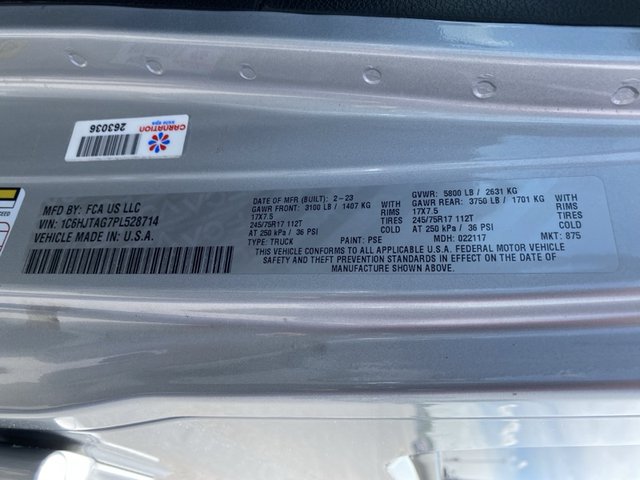 CARNATION
263036
MFD BY: FCA US LLC
VIN: 1C6HJTAG7PL528714
VEHICLE MADE IN: U.S.A.
DATE OF MFR (BUILT): 2-23
GAWR FRONT: 3100 LB / 1407 KG WITH
17X7.5 RIMS
245/75R17 112T TIRES
AT 250 kPa / 36 PSI COLD
GVWR: 5800 LB / 2631 KG
GAWR REAR: 3750 LB / 1701 KG WITH
17X7.5 RIMS
245/75R17 112T TIRES
AT 250 kPa / 36 PSI COLD
TYPE: TRUCK PAINT: PSE MDH: 022117 MKT: 875
THIS VEHICLE CONFORMS TO ALL APPLICABLE U.S.A. FEDERAL MOTOR VEHICLE
SAFETY AND THEFT PREVENTION STANDARDS IN EFFECT ON THE DATE OF
MANUFACTURE SHOWN ABOVE.